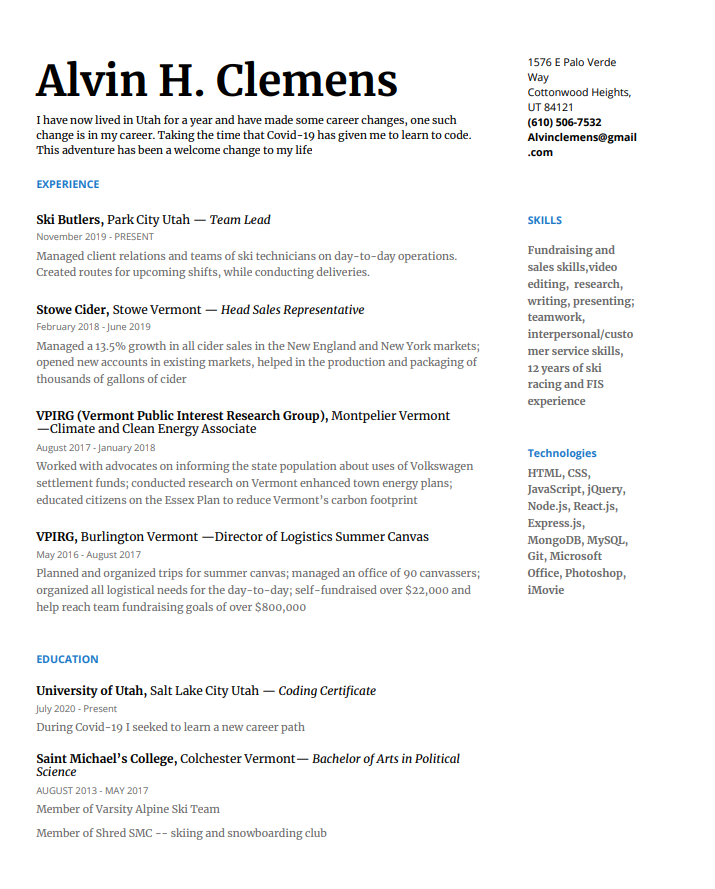 Alvin H. Clemens
I have now lived in Utah for a year and have made some career changes, one such
change is in my career. Taking the time that Covid-19 has given me to learn to code.
This adventure has been a welcome change to my life
1576 E Palo Verde
Way
Cottonwood Heights,
UT 84121
(610) 506-7532
Alvinclemens@gmail
.com
EXPERIENCE
Ski Butlers, Park City Utah — Team Lead
November 2019 - PRESENT
Managed client relations and teams of ski technicians on day-to-day operations.
Created routes for upcoming shifts, while conducting deliveries.
Stowe Cider, Stowe Vermont — Head Sales Representative
February 2018 - June 2019
Managed a 13.5% growth in all cider sales in the New England and New York markets;
opened new accounts in existing markets, helped in the production and packaging of
thousands of gallons of cider
VPIRG (Vermont Public Interest Research Group), Montpelier Vermont
—Climate and Clean Energy Associate
August 2017 - January 2018
Worked with advocates on informing the state population about uses of Volkswagen
settlement funds; conducted research on Vermont enhanced town energy plans;
educated citizens on the Essex Plan to reduce Vermont's carbon footprint
VPIRG, Burlington Vermont —Director of Logistics Summer Canvas
May 2016 - August 2017
Planned and organized trips for summer canvas; managed an office of 90 canvassers;
organized all logistical needs for the day-to-day; self-fundraised over $22,000 and
help reach team fundraising goals of over $800,000
EDUCATION
University of Utah, Salt Lake City Utah — Coding Certificate
July 2020 - Present
During Covid-19 I seeked to learn a new career path
Saint Michael's College, Colchester Vermont— Bachelor of Arts in Political
Science
AUGUST 2013 - MAY 2017
Member of Varsity Alpine Ski Team
Member of Shred SMC -- skiing and snowboarding club
SKILLS
Fundraising and
sales skills,video
editing, research,
writing, presenting;
teamwork,
interpersonal/custo
mer service skills,
12 years of ski
racing and FIS
experience
Technologies
HTML, CSS,
JavaScript, jQuery,
Node.js, React.js,
Express.js,
MongoDB, MySQL,
Git, Microsoft
Office, Photoshop,
iMovie